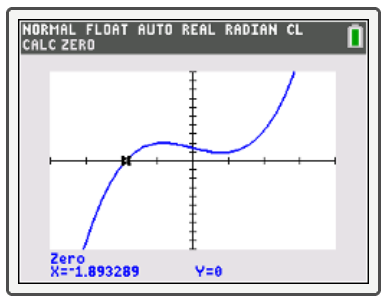 NORMAL FLOAT AUTO REAL RADIAN CL
CALC ZERO
Zero
X=-1.893289 Y=0